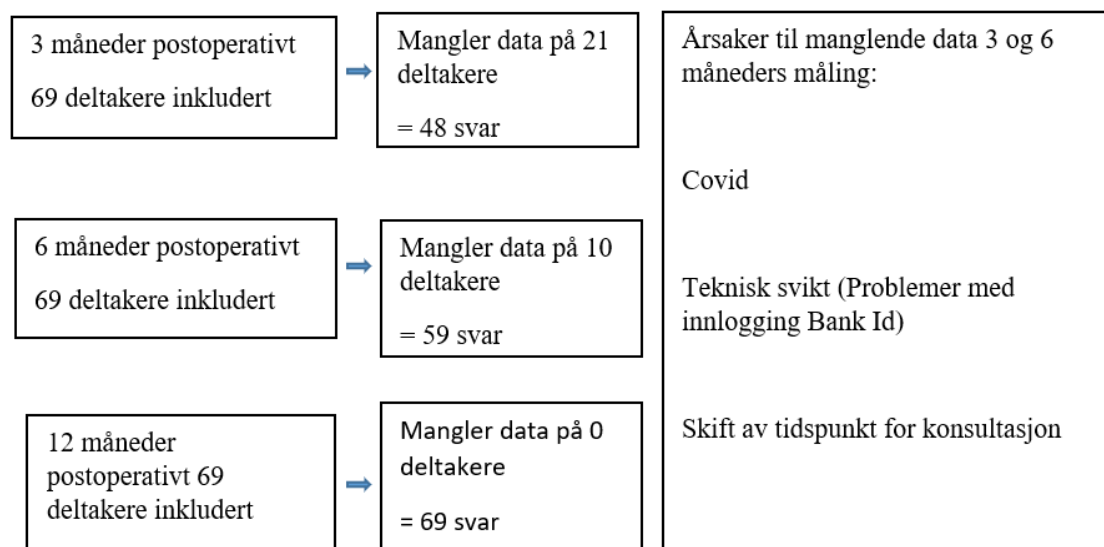 3 måneder postoperativt
69 deltakere inkludert
Mangler data på 21
deltakere
= 48 svar
6 måneder postoperativt
69 deltakere inkludert
Mangler data på 10
deltakere
= 59 svar
12 måneder
postoperativt 69
deltakere inkludert
Mangler data på 0
deltakere
= 69 svar
Årsaker til manglende data 3 og 6
måneders måling:
Covid
Teknisk svikt (Problemer med
innlogging Bank Id)
Skift av tidspunkt for konsultasjon